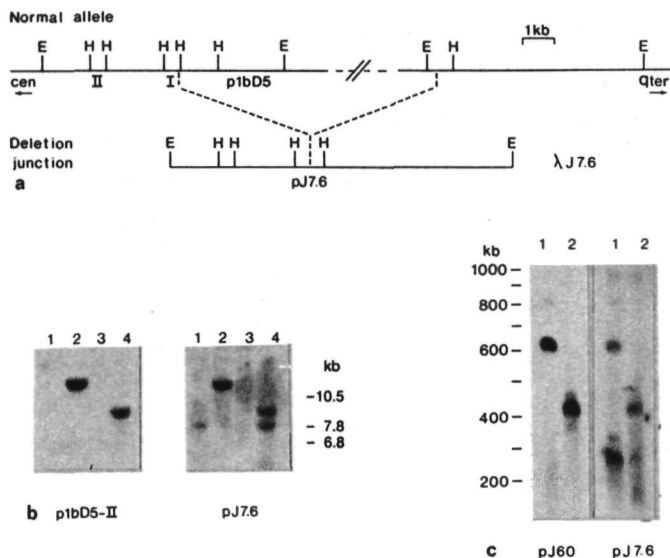 Normal allele
1kb
E H H H H H E E H E
cen II I p1bD5 qter
Deletion
junction
E H H H H E
λJ7.6
pJ7.6
a
1 2 3 4
1 2 3 4
kb
-10.5
- 7.8
- 6.8
b p1bD5-II pJ7.6
1 2 1 2
kb
1000
800
600
400
200
c pJ60 pJ7.6